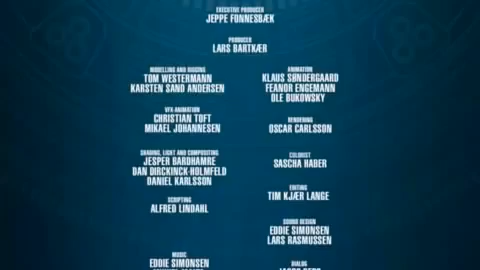 EXECUTIVE PRODUCER
JEPPE FONNESBÆK
PRODUCER
LARS BARTKÆR
MODELLING AND RIGGING
TOM WESTERMANN
KARSTEN SAND ANDERSEN
ANIMATION
KLAUS SØNDERGAARD
FEANOR ENGEMANN
OLE BUKOWSKY
VFX ANIMATION
CHRISTIAN TOFT
MIKAEL JOHANNESEN
RENDERING
OSCAR CARLSSON
SHADING, LIGHT AND COMPOSITING
JESPER BARDHAMRE
DAN DIRCKINCK-HOLMFELD
DANIEL KARLSSON
COLORIST
SASCHA HABER
SCRIPTING
ALFRED LINDAHL
EDITING
TIM KJÆR LANGE
SOUND DESIGN
EDDIE SIMONSEN
LARS RASMUSSEN
MUSIC
EDDIE SIMONSEN
DIALOG